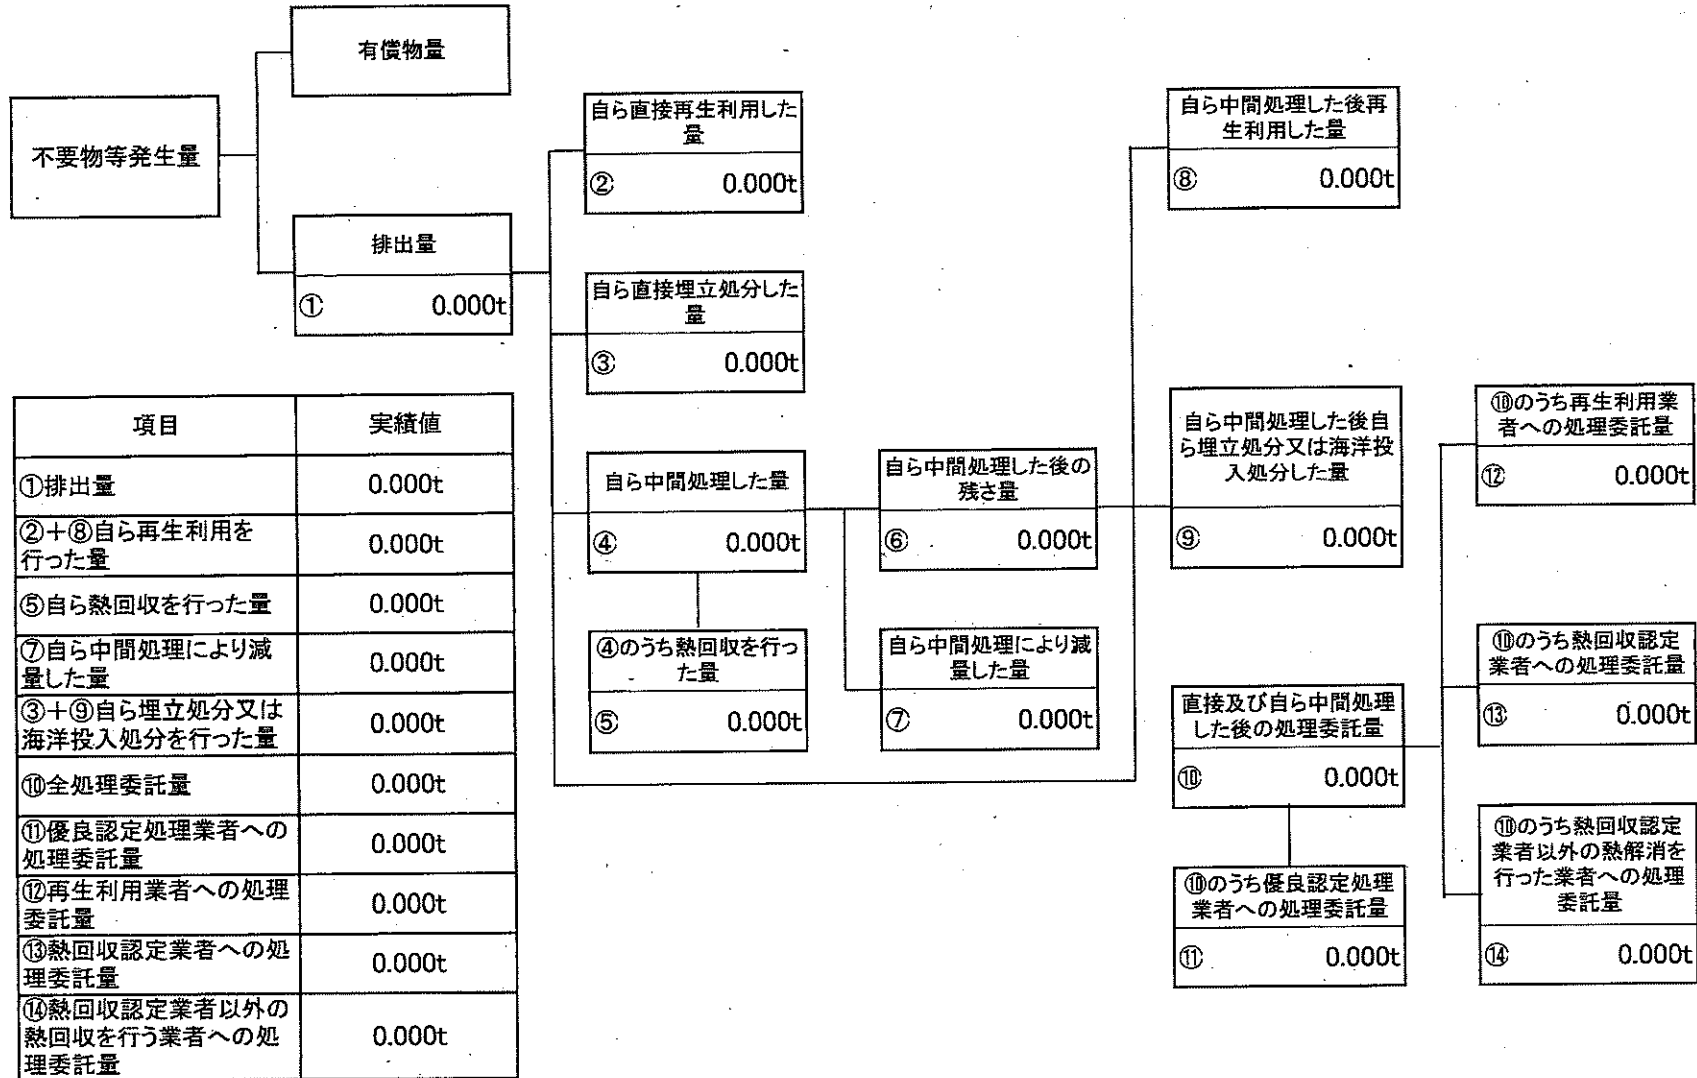 有償物量
不要物等発生量
排出量
① 0.000t
自ら直接再生利用した
量
② 0.000t
自ら直接埋立処分した
量
③ 0.000t
自ら中間処理した量
④ 0.000t
④のうち熱回収を行っ
た量
⑤ 0.000t
自ら中間処理した後の
残さ量
⑥ 0.000t
自ら中間処理により減
量した量
⑦ 0.000t
自ら中間処理した後再
生利用した量
⑧ 0.000t
自ら中間処理した後自
ら埋立処分又は海洋投
入処分した量
⑨ 0.000t
直接及び自ら中間処理
した後の処理委託量
⑩ 0.000t
⑩のうち優良認定処理
業者への処理委託量
⑪ 0.000t
⑩のうち再生利用業
者への処理委託量
⑫ 0.000t
⑩のうち熱回収認定
業者への処理委託量
⑬ 0.000t
⑩のうち熱回収認定
業者以外の熱解消を
行った業者への処理
委託量
⑭ 0.000t
項目 実績値
①排出量 0.000t
②+⑧自ら再生利用を
行った量 0.000t
⑤自ら熱回収を行った量 0.000t
⑦自ら中間処理により減
量した量 0.000t
③+⑨自ら埋立処分又は
海洋投入処分を行った量 0.000t
⑩全処理委託量 0.000t
⑪優良認定処理業者への
処理委託量 0.000t
⑫再生利用業者への処理
委託量 0.000t
⑬熱回収認定業者への処
理委託量 0.000t
⑭熱回収認定業者以外の
熱回収を行う業者への処
理委託量 0.000t